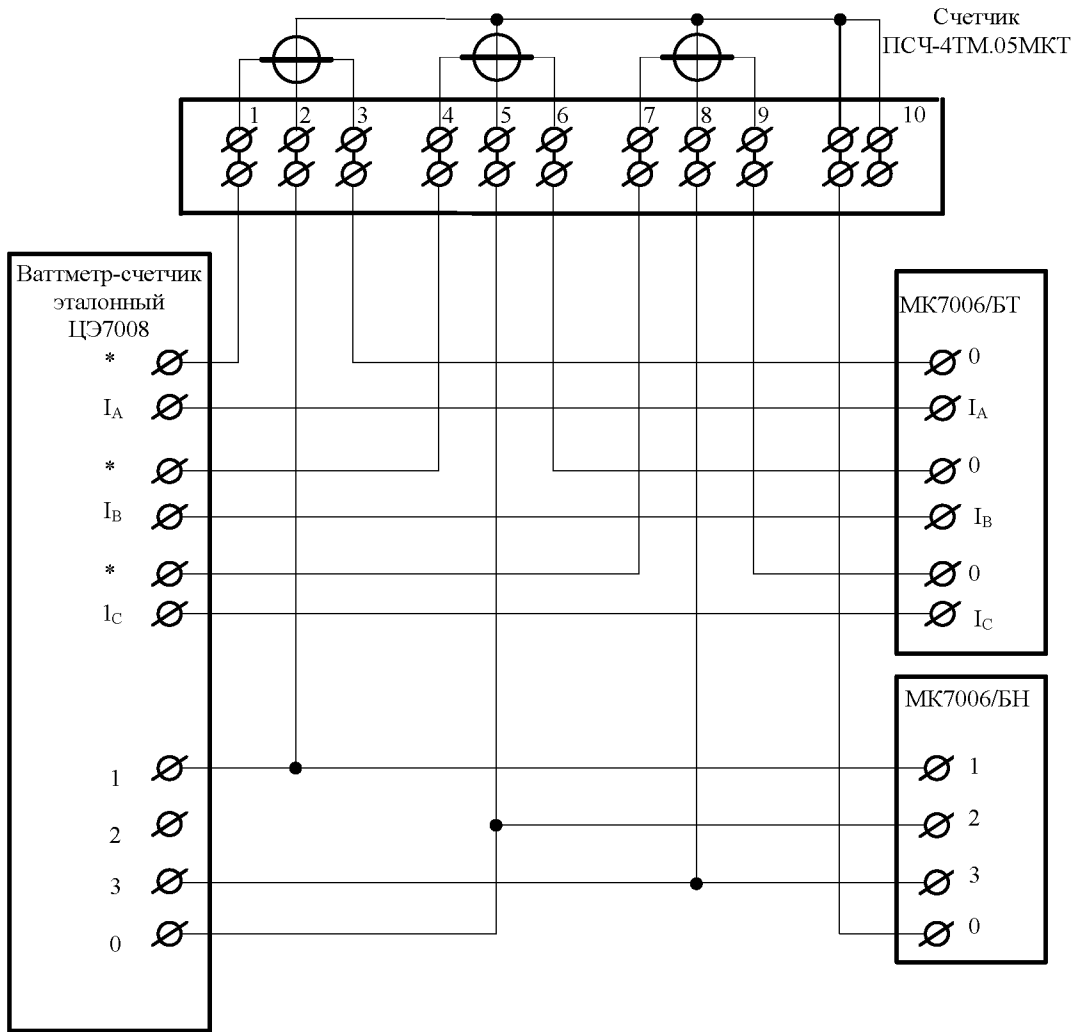 Счетчик
ПСЧ-4ТМ.05МКТ
1 2 3 4 5 6 7 8 9 10
Ваттметр-счетчик
эталонный
ЦЭ7008
*
IA
*
IB
*
IC
1
2
3
0
МК7006/БТ
0
IA
0
IB
0
IC
МК7006/БН
1
2
3
0